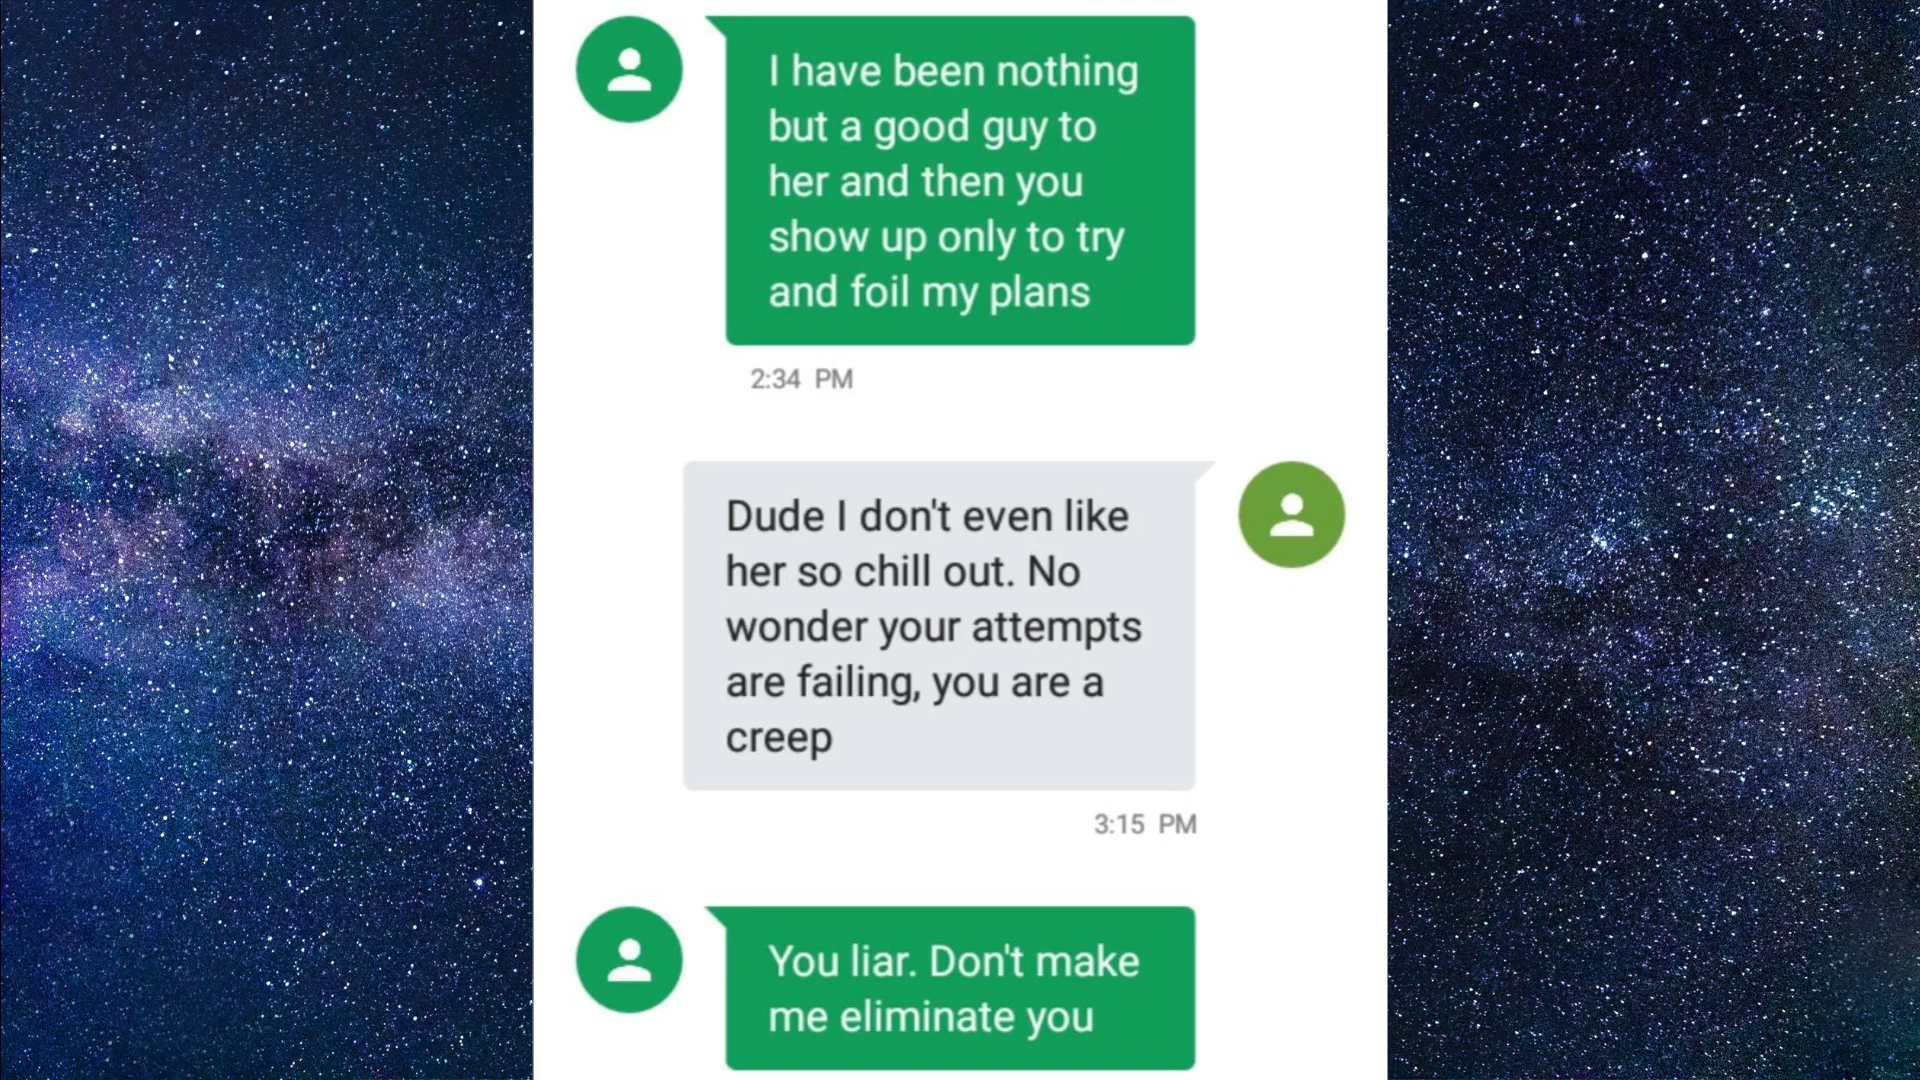 I have been nothing
but a good guy to
her and then you
show up only to try
and foil my plans
2:34 PM
Dude I don't even like
her so chill out. No
wonder your attempts
are failing, you are a
creep
3:15 PM
You liar. Don't make
me eliminate you